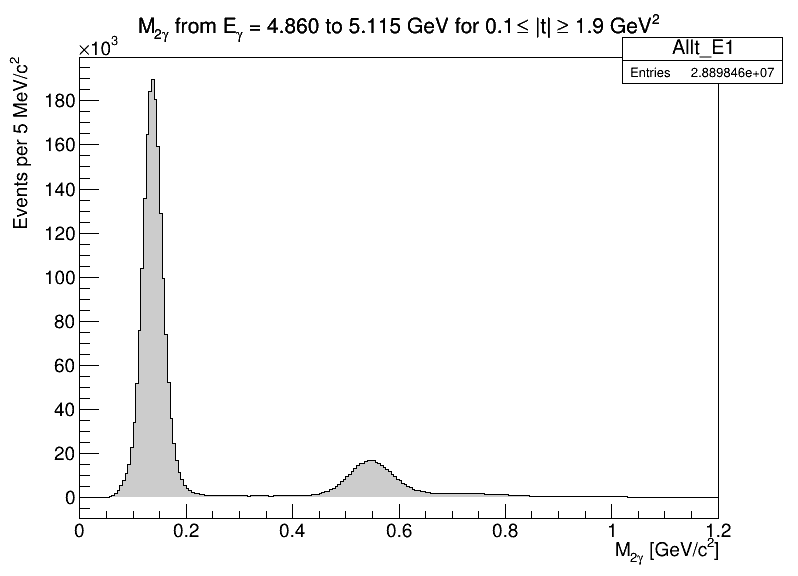 M2γ from Eγ = 4.860 to 5.115 GeV for 0.1≤ |t| ≥ 1.9 GeV²
×10³
Allt_E1
Entries 2.889846e+07
Events per 5 MeV/c²
180
160
140
120
100
80
60
40
20
0
0 0.2 0.4 0.6 0.8 1 1.2
M2γ [GeV/c²]